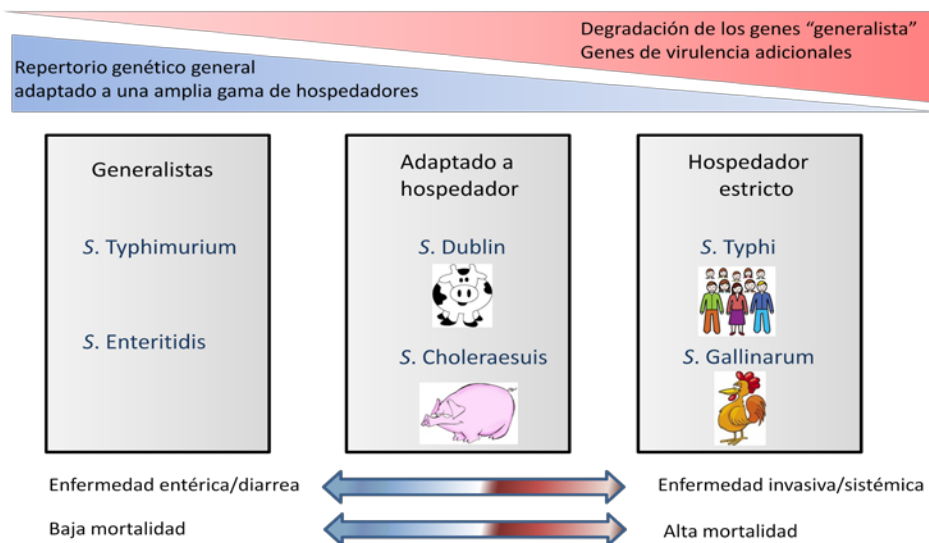 Degradación de los genes “generalista”
Genes de virulencia adicionales
Repertorio genético general
adaptado a una amplia gama de hospedadores
Generalistas
S. Typhimurium
S. Enteritidis
Adaptado a
hospedador
S. Dublin
S. Choleraesuis
Hospedador
estricto
S. Typhi
S. Gallinarum
Enfermedad entérica/diarrea
Enfermedad invasiva/sistémica
Baja mortalidad
Alta mortalidad